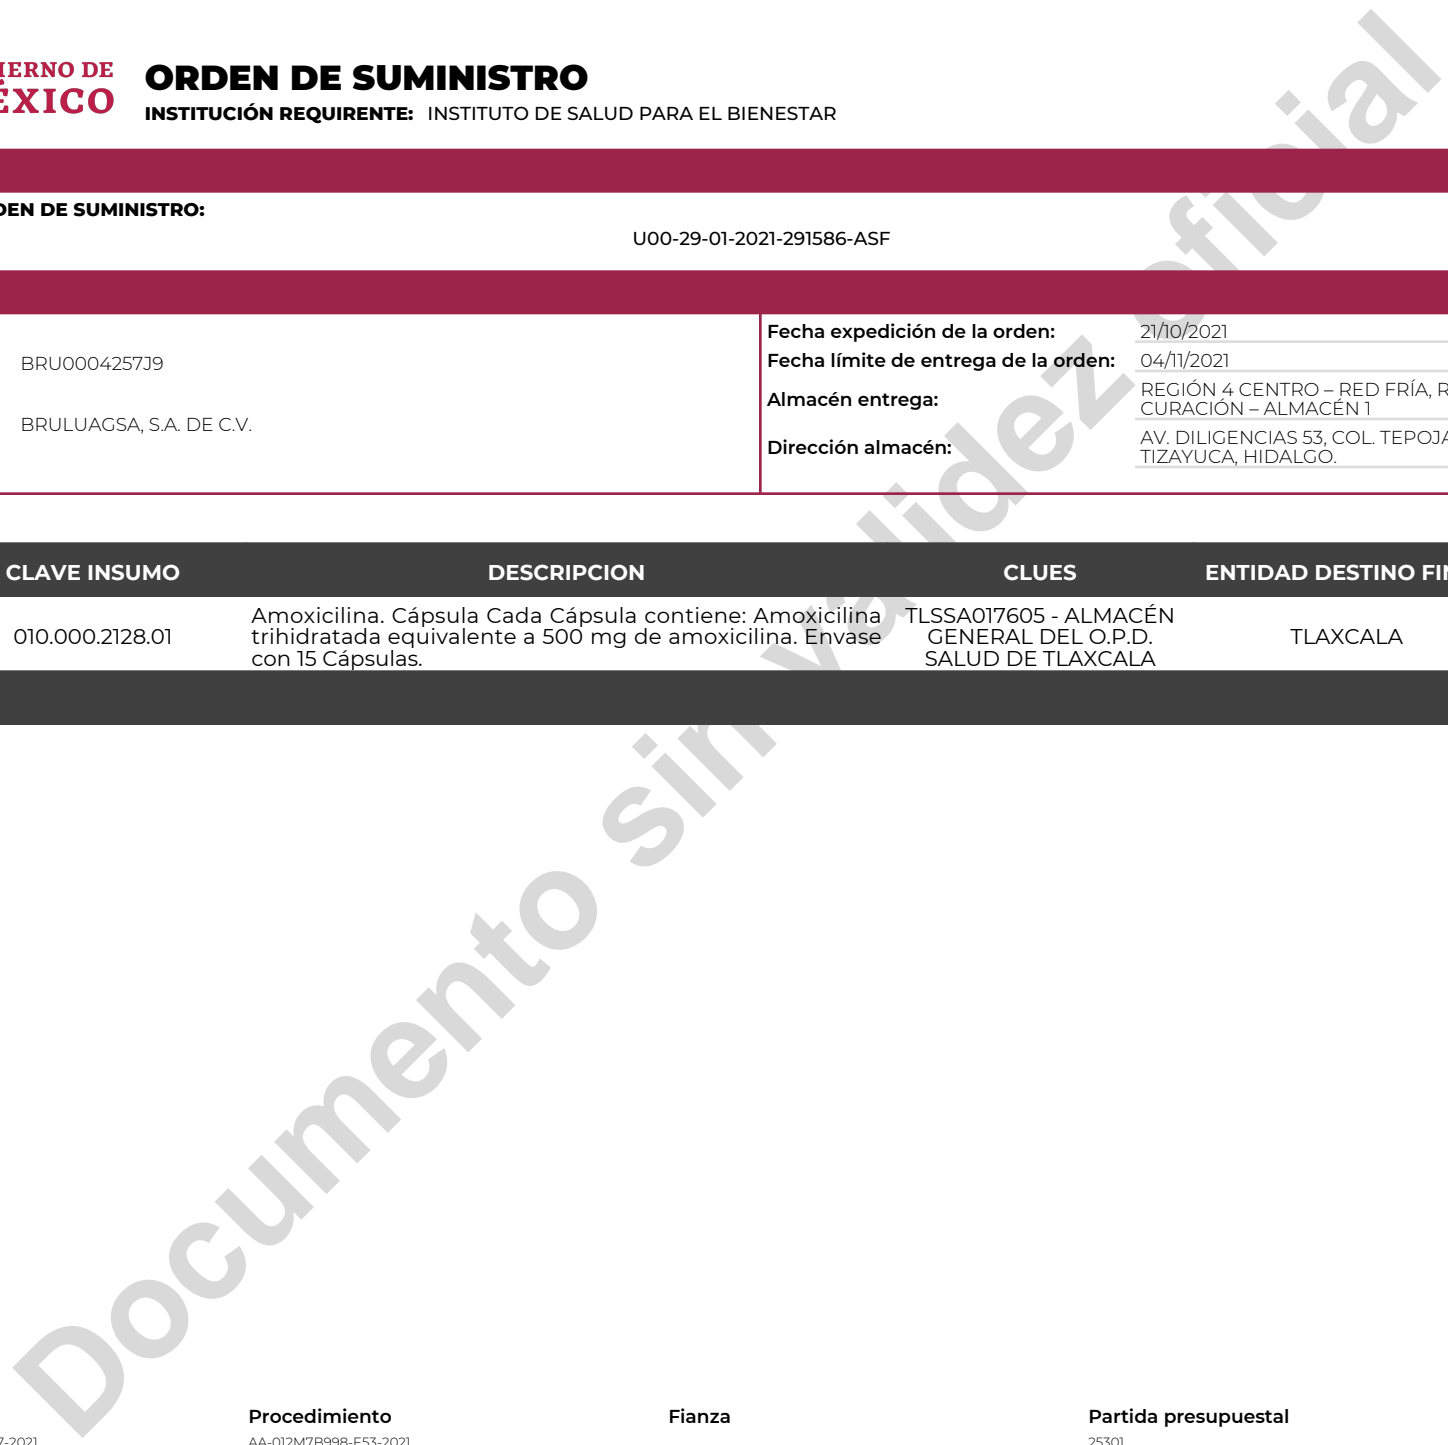 ORDEN DE SUMINISTRO
INSTITUCIÓN REQUIRENTE: INSTITUTO DE SALUD PARA EL BIENESTAR
DE
ÉXICO
DE SUMINISTRO:
U00-29-01-2021-291586-ASF
BRU0004257J9
BRULUAGSA, S.A. DE C.V.
Fecha expedición de la orden: 21/10/2021
Fecha límite de entrega de la orden: 04/11/2021
Almacén entrega: REGIÓN 4 CENTRO – RED FRÍA,
CURACIÓN – ALMACÉN 1
Dirección almacén: AV. DILIGENCIAS 53, COL.
TIZAYUCA, HIDALGO.
CLAVE INSUMO DESCRIPCION CLUES ENTIDAD DESTINO
010.000.2128.01
Amoxicilina. Cápsula Cada Cápsula contiene: Amoxicilina
trihidratada equivalente a 500 mg de amoxicilina. Envase
con 15 Cápsulas.
TLSSA017605 - ALMACÉN
GENERAL DEL O.P.D.
SALUD DE TLAXCALA
TLAXCALA
Documento sin validez oficial
Procedimiento Fianza Partida presupuestal
AA-012M7B998-E53-2021 25301